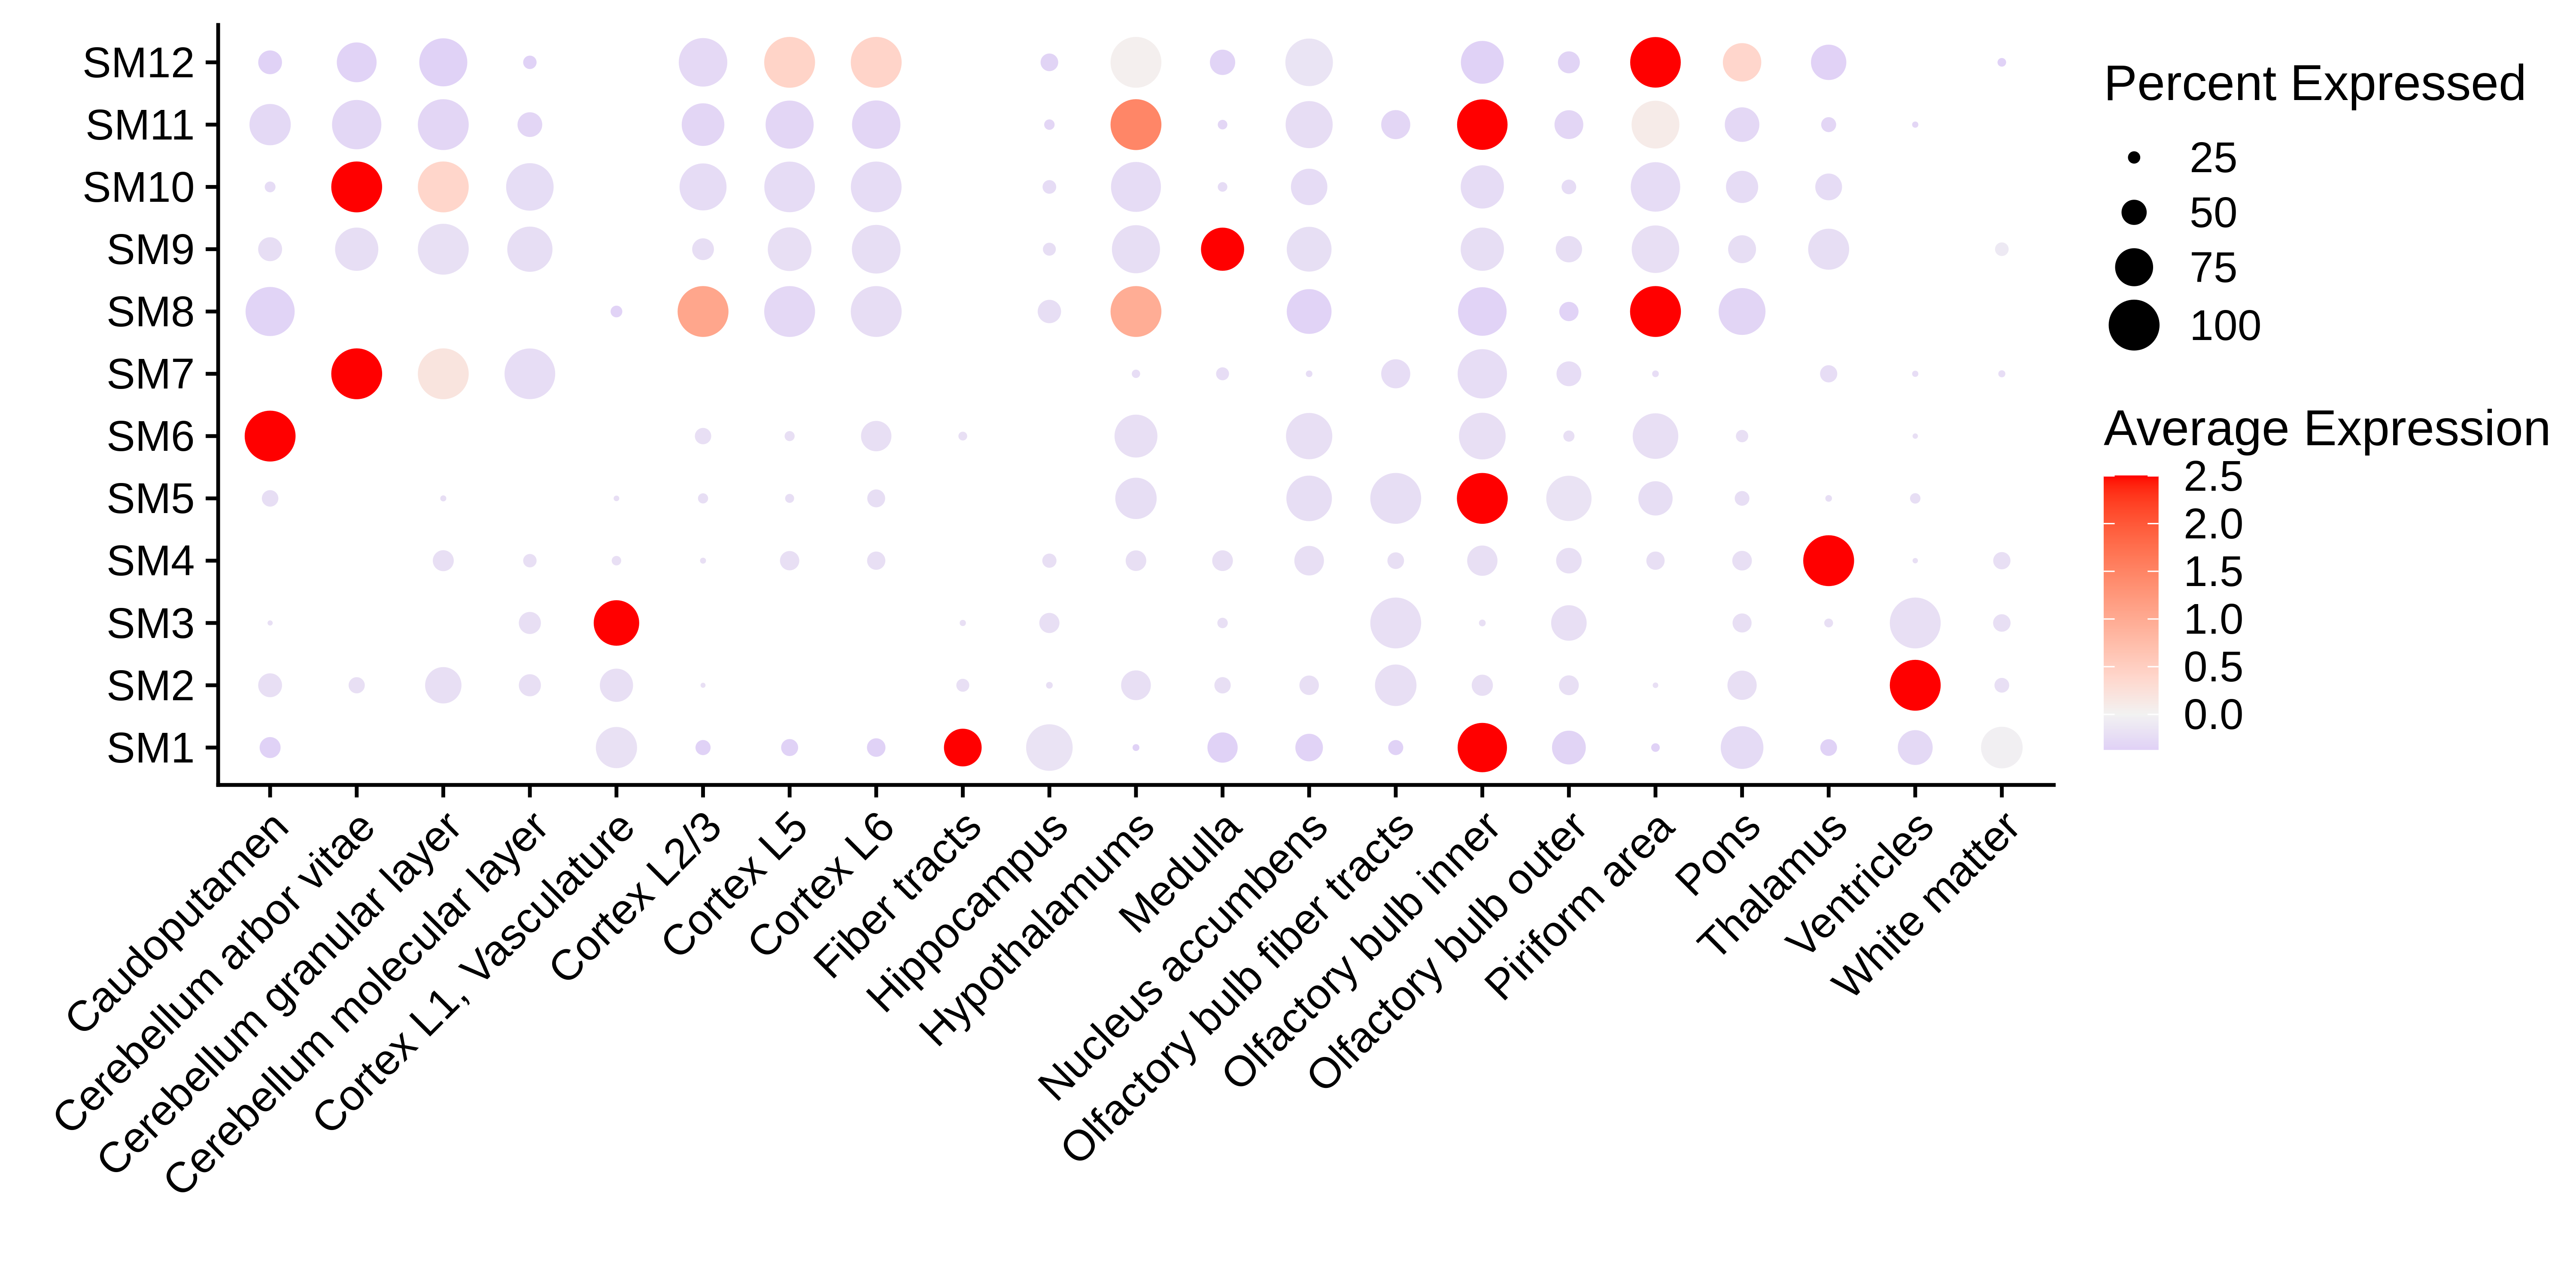 SM12
SM11
SM10
SM9
SM8
SM7
SM6
SM5
SM4
SM3
SM2
SM1
Caudoputamen
Cerebellum arbor vitae
Cerebellum granular layer
Cerebellum molecular layer
Cortex L1, Vasculature
Cortex L2/3
Cortex L5
Cortex L6
Fiber tracts
Hippocampus
Hypothalamums
Medulla
Nucleus accumbens
Olfactory bulb fiber tracts
Olfactory bulb inner
Olfactory bulb outer
Piriform area
Pons
Thalamus
Ventricles
White matter
Percent Expressed
25
50
75
100
Average Expression
2.5
2.0
1.5
1.0
0.5
0.0